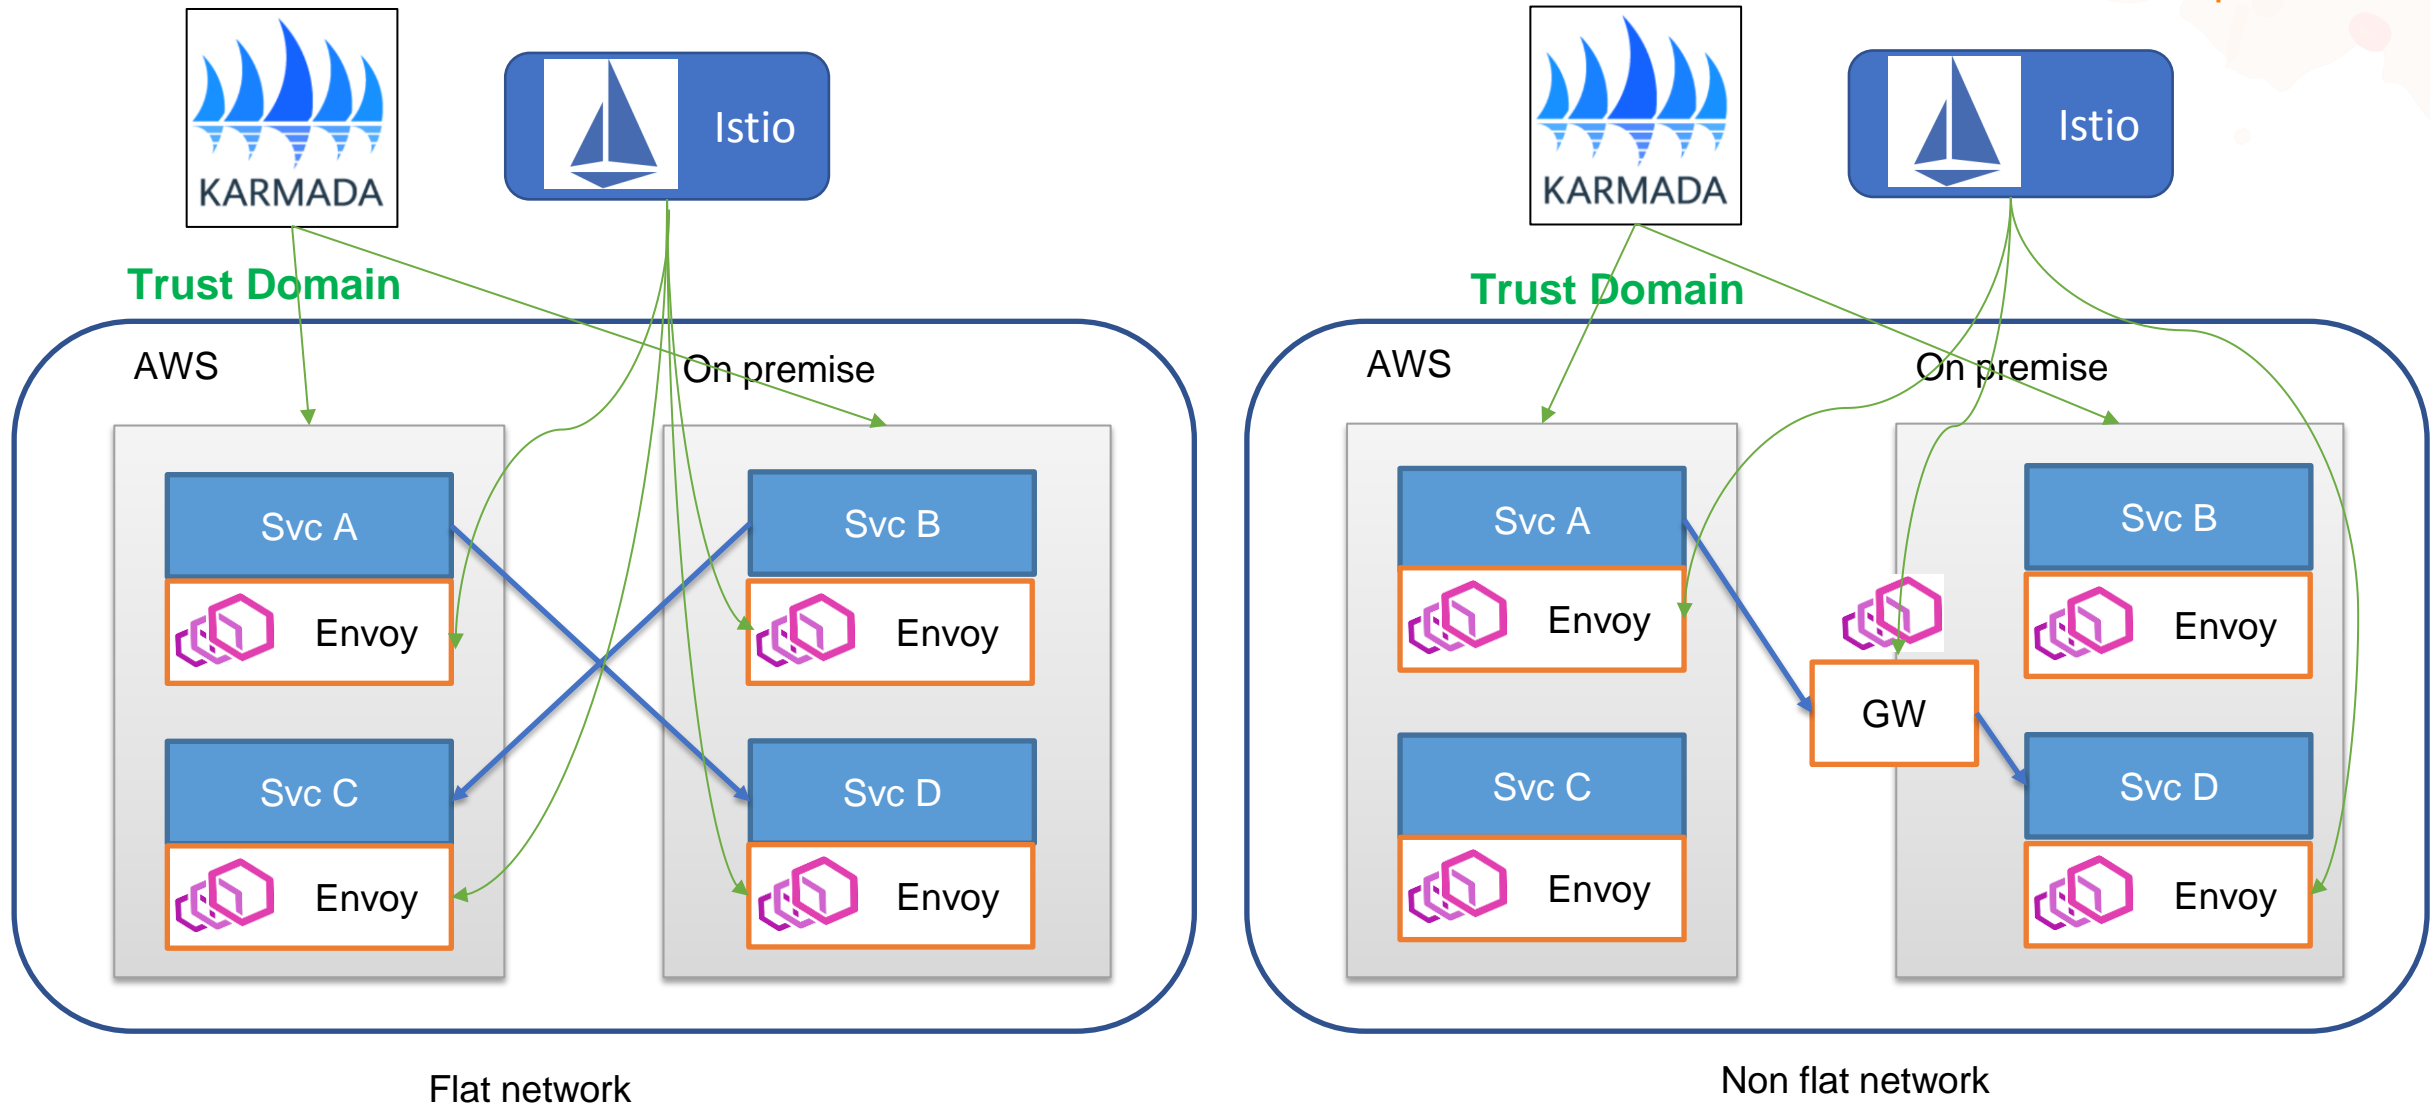 KARMADA
Istio
Trust Domain
AWS
On premise
Svc A
Envoy
Svc B
Envoy
Svc C
Envoy
Svc D
Envoy
Flat network
KARMADA
Istio
Trust Domain
AWS
On premise
Svc A
Envoy
Svc B
Envoy
GW
Svc C
Envoy
Svc D
Envoy
Non flat network